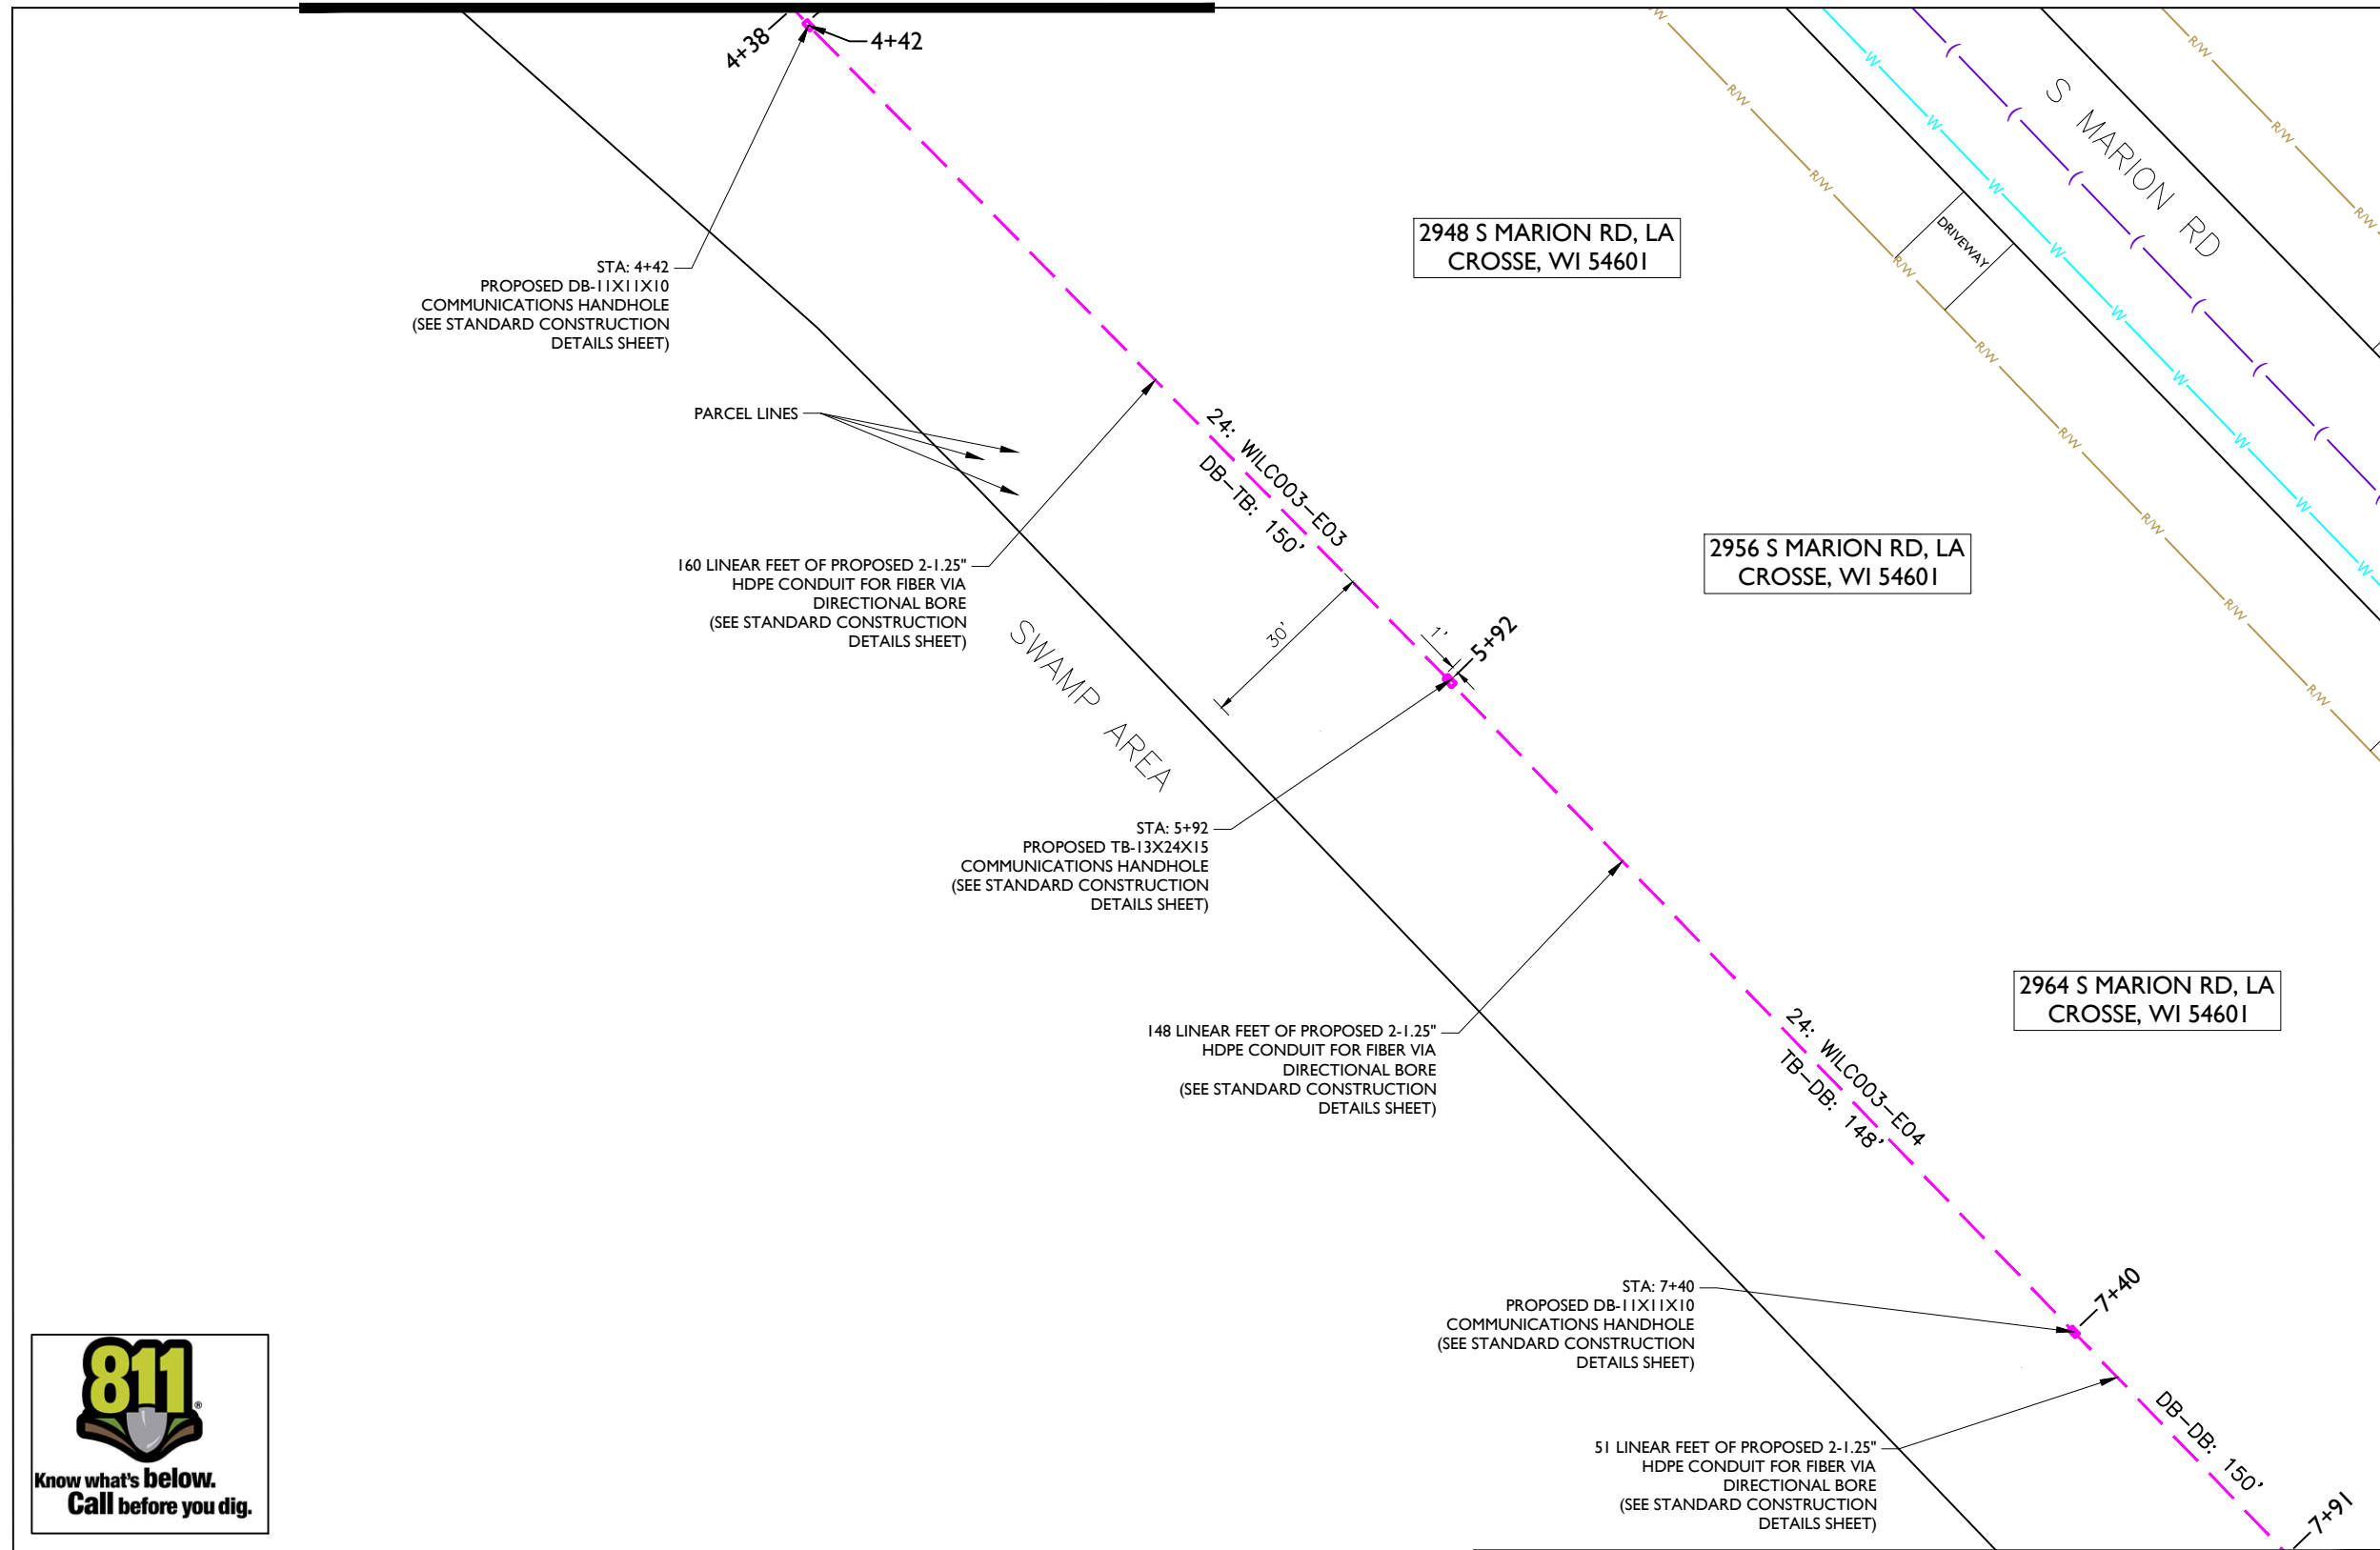 4+38
4+42
R/W
R/W
R/W
R/W
R/W
R/W
R/W
R/W
R/W
R/W
R/W
R/W
W
W
W
W
W
W
W
W
W
S MARION RD
DRIVEWAY
2948 S MARION RD, LA
CROSSE, WI 54601
STA: 4+42
PROPOSED DB-11X11X10
COMMUNICATIONS HANDHOLE
(SEE STANDARD CONSTRUCTION
DETAILS SHEET)
PARCEL LINES
24: WILC003-E03
DB-TB: 150'
160 LINEAR FEET OF PROPOSED 2-1.25"
HDPE CONDUIT FOR FIBER VIA
DIRECTIONAL BORE
(SEE STANDARD CONSTRUCTION
DETAILS SHEET)
2956 S MARION RD, LA
CROSSE, WI 54601
30'
1'
5+92
SWAMP AREA
STA: 5+92
PROPOSED TB-13X24X15
COMMUNICATIONS HANDHOLE
(SEE STANDARD CONSTRUCTION
DETAILS SHEET)
2964 S MARION RD, LA
CROSSE, WI 54601
148 LINEAR FEET OF PROPOSED 2-1.25"
HDPE CONDUIT FOR FIBER VIA
DIRECTIONAL BORE
(SEE STANDARD CONSTRUCTION
DETAILS SHEET)
24: WILC003-E04
TB-DB: 148'
STA: 7+40
PROPOSED DB-11X11X10
COMMUNICATIONS HANDHOLE
(SEE STANDARD CONSTRUCTION
DETAILS SHEET)
7+40
DB-DB: 150'
51 LINEAR FEET OF PROPOSED 2-1.25"
HDPE CONDUIT FOR FIBER VIA
DIRECTIONAL BORE
(SEE STANDARD CONSTRUCTION
DETAILS SHEET)
7+91
811®
Know what's below.
Call before you dig.